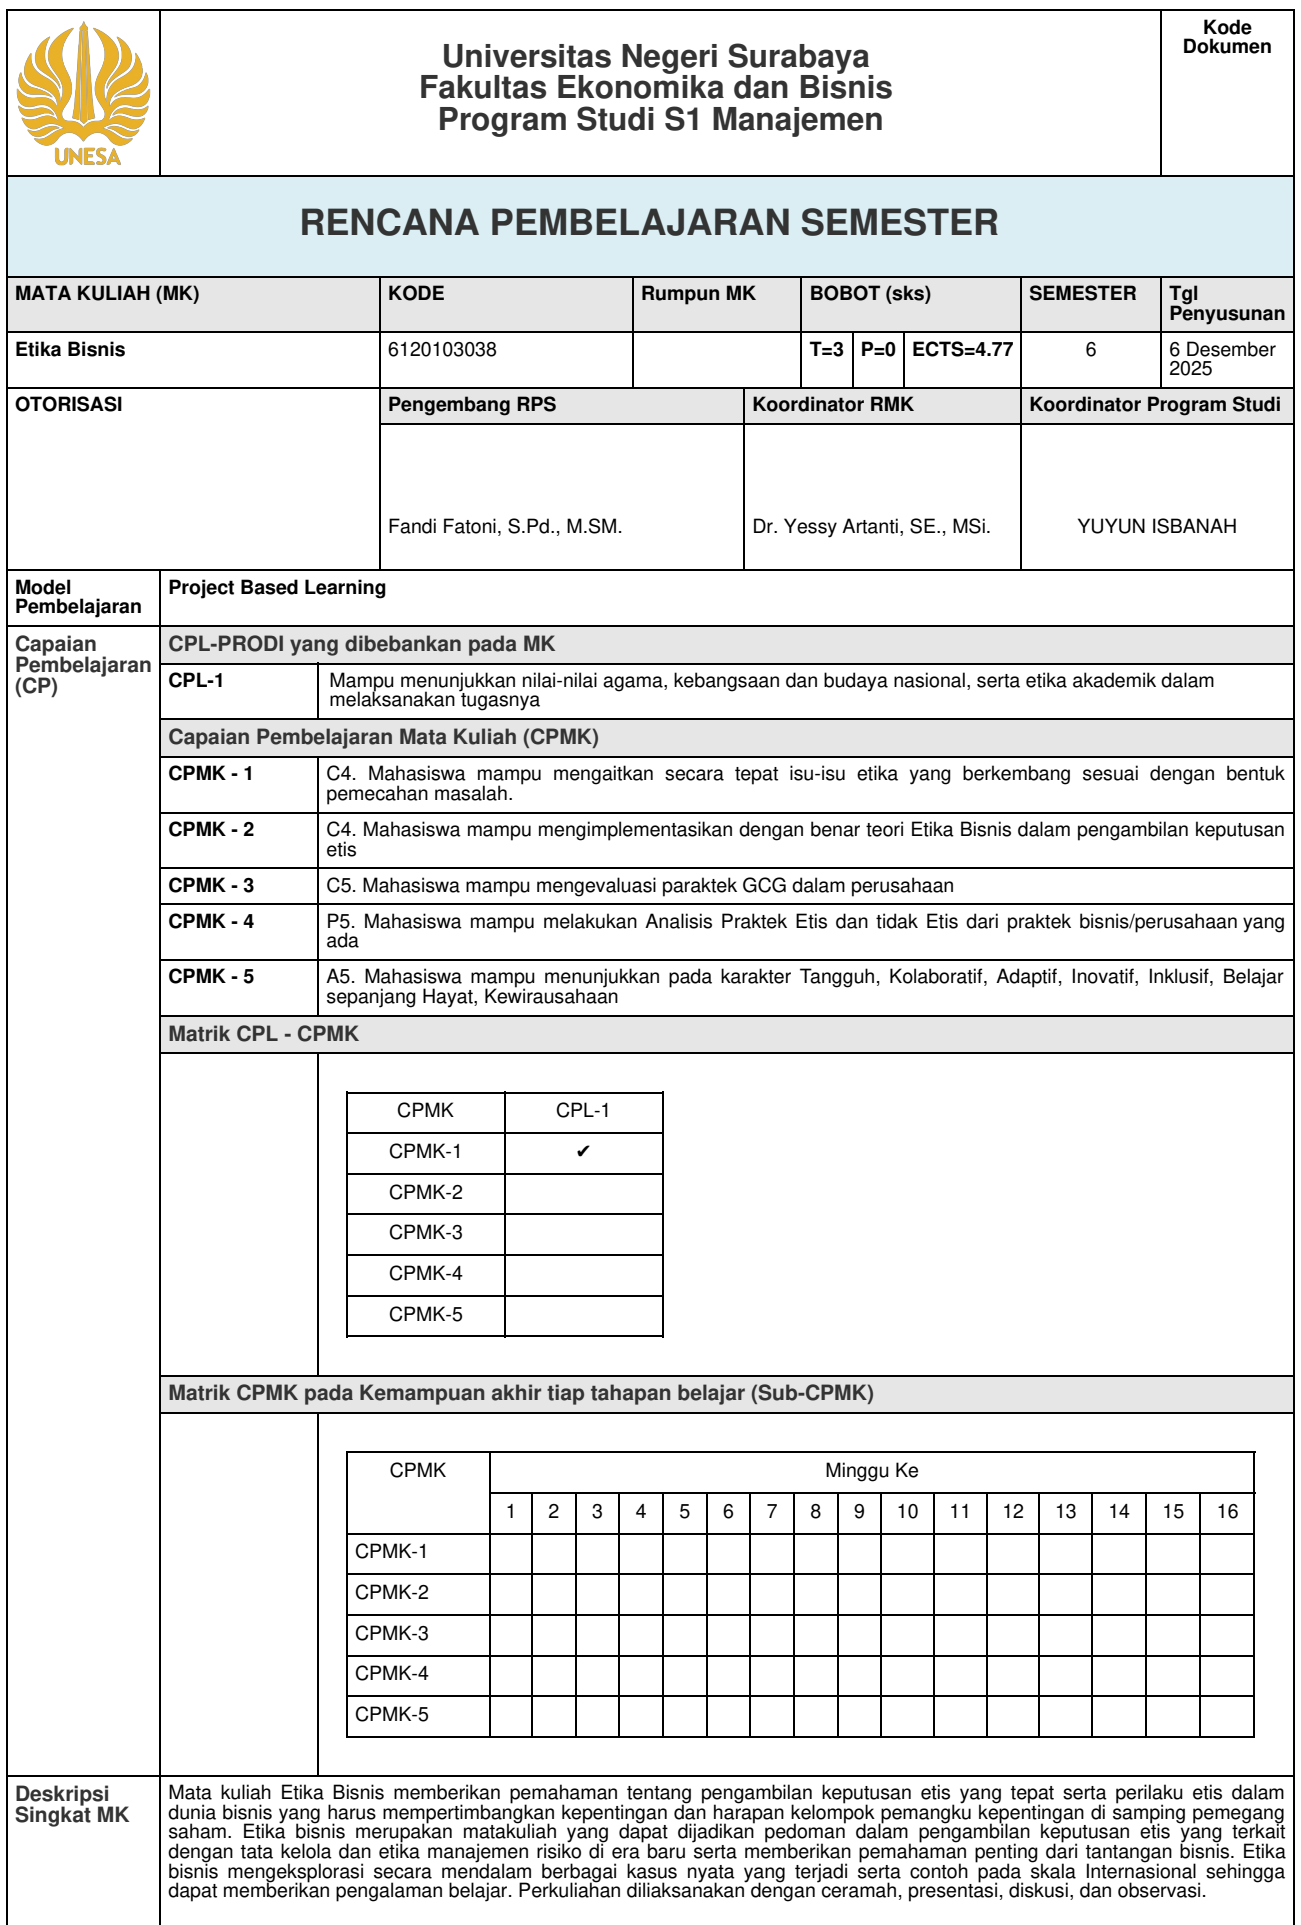 UNESA
Universitas Negeri Surabaya
Fakultas Ekonomika dan Bisnis
Program Studi S1 Manajemen
Kode
Dokumen
RENCANA PEMBELAJARAN SEMESTER
MATA KULIAH (MK) KODE Rumpun MK BOBOT (sks) SEMESTER Tgl
Penyusunan
Etika Bisnis 6120103038 T=3 P=0 ECTS=4.77 6 6 Desember
2025
OTORISASI Pengembang RPS Koordinator RMK Koordinator Program Studi
Fandi Fatoni, S.Pd., M.SM. Dr. Yessy Artanti, SE., MSi. YUYUN ISBANAH
Model
Pembelajaran
Project Based Learning
Capaian
Pembelajaran
(CP)
CPL-PRODI yang dibebankan pada MK
CPL-1 Mampu menunjukkan nilai-nilai agama, kebangsaan dan budaya nasional, serta etika akademik dalam
melaksanakan tugasnya
Capaian Pembelajaran Mata Kuliah (CPMK)
CPMK - 1 C4. Mahasiswa mampu mengaitkan secara tepat isu-isu etika yang berkembang sesuai dengan bentuk
pemecahan masalah.
CPMK - 2 C4. Mahasiswa mampu mengimplementasikan dengan benar teori Etika Bisnis dalam pengambilan keputusan
etis
CPMK - 3 C5. Mahasiswa mampu mengevaluasi paraktek GCG dalam perusahaan
CPMK - 4 P5. Mahasiswa mampu melakukan Analisis Praktek Etis dan tidak Etis dari praktek bisnis/perusahaan yang
ada
CPMK - 5 A5. Mahasiswa mampu menunjukkan pada karakter Tangguh, Kolaboratif, Adaptif, Inovatif, Inklusif, Belajar
sepanjang Hayat, Kewirausahaan
Matrik CPL - CPMK
CPMK CPL-1
CPMK-1 ✔
CPMK-2
CPMK-3
CPMK-4
CPMK-5
Matrik CPMK pada Kemampuan akhir tiap tahapan belajar (Sub-CPMK)
CPMK Minggu Ke
1 2 3 4 5 6 7 8 9 10 11 12 13 14 15 16
CPMK-1
CPMK-2
CPMK-3
CPMK-4
CPMK-5
Deskripsi
Singkat MK
Mata kuliah Etika Bisnis memberikan pemahaman tentang pengambilan keputusan etis yang tepat serta perilaku etis dalam
dunia bisnis yang harus mempertimbangkan kepentingan dan harapan kelompok pemangku kepentingan di samping pemegang
saham. Etika bisnis merupakan matakuliah yang dapat dijadikan pedoman dalam pengambilan keputusan etis yang terkait
dengan tata kelola dan etika manajemen risiko di era baru serta memberikan pemahaman penting dari tantangan bisnis. Etika
bisnis mengeksplorasi secara mendalam berbagai kasus nyata yang terjadi serta contoh pada skala Internasional sehingga
dapat memberikan pengalaman belajar. Perkuliahan dilaksanakan dengan ceramah, presentasi, diskusi, dan observasi.